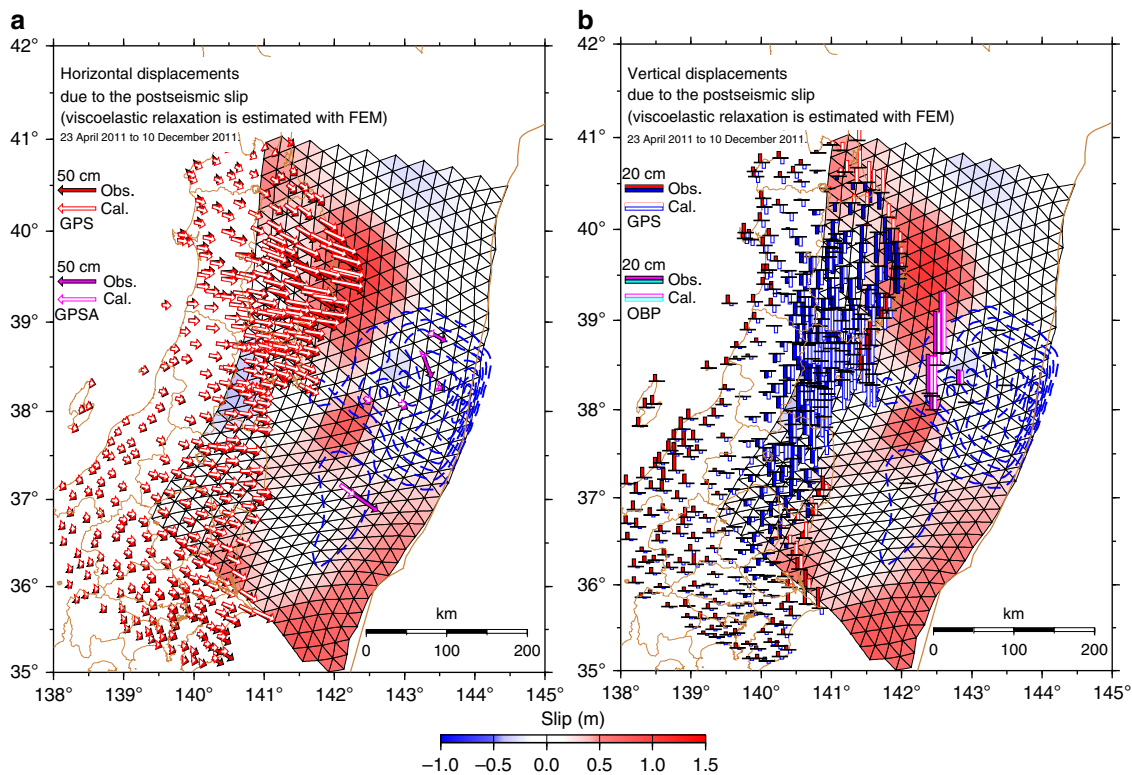 a
Horizontal displacements
due to the postseismic slip
(viscoelastic relaxation is estimated with FEM)
23 April 2011 to 10 December 2011
50 cm
Obs.
Cal.
GPS
50 cm
Obs.
Cal.
GPSA
42°
41°
40°
39°
38°
37°
36°
35°
138° 139° 140° 141° 142° 143° 144° 145°
km
0 100 200
b
Vertical displacements
due to the postseismic slip
(viscoelastic relaxation is estimated with FEM)
23 April 2011 to 10 December 2011
20 cm
Obs.
Cal.
GPS
20 cm
Obs.
Cal.
OBP
42°
41°
40°
39°
38°
37°
36°
35°
138° 139° 140° 141° 142° 143° 144° 145°
km
0 100 200
Slip (m)
−1.0 −0.5 0.0 0.5 1.0 1.5